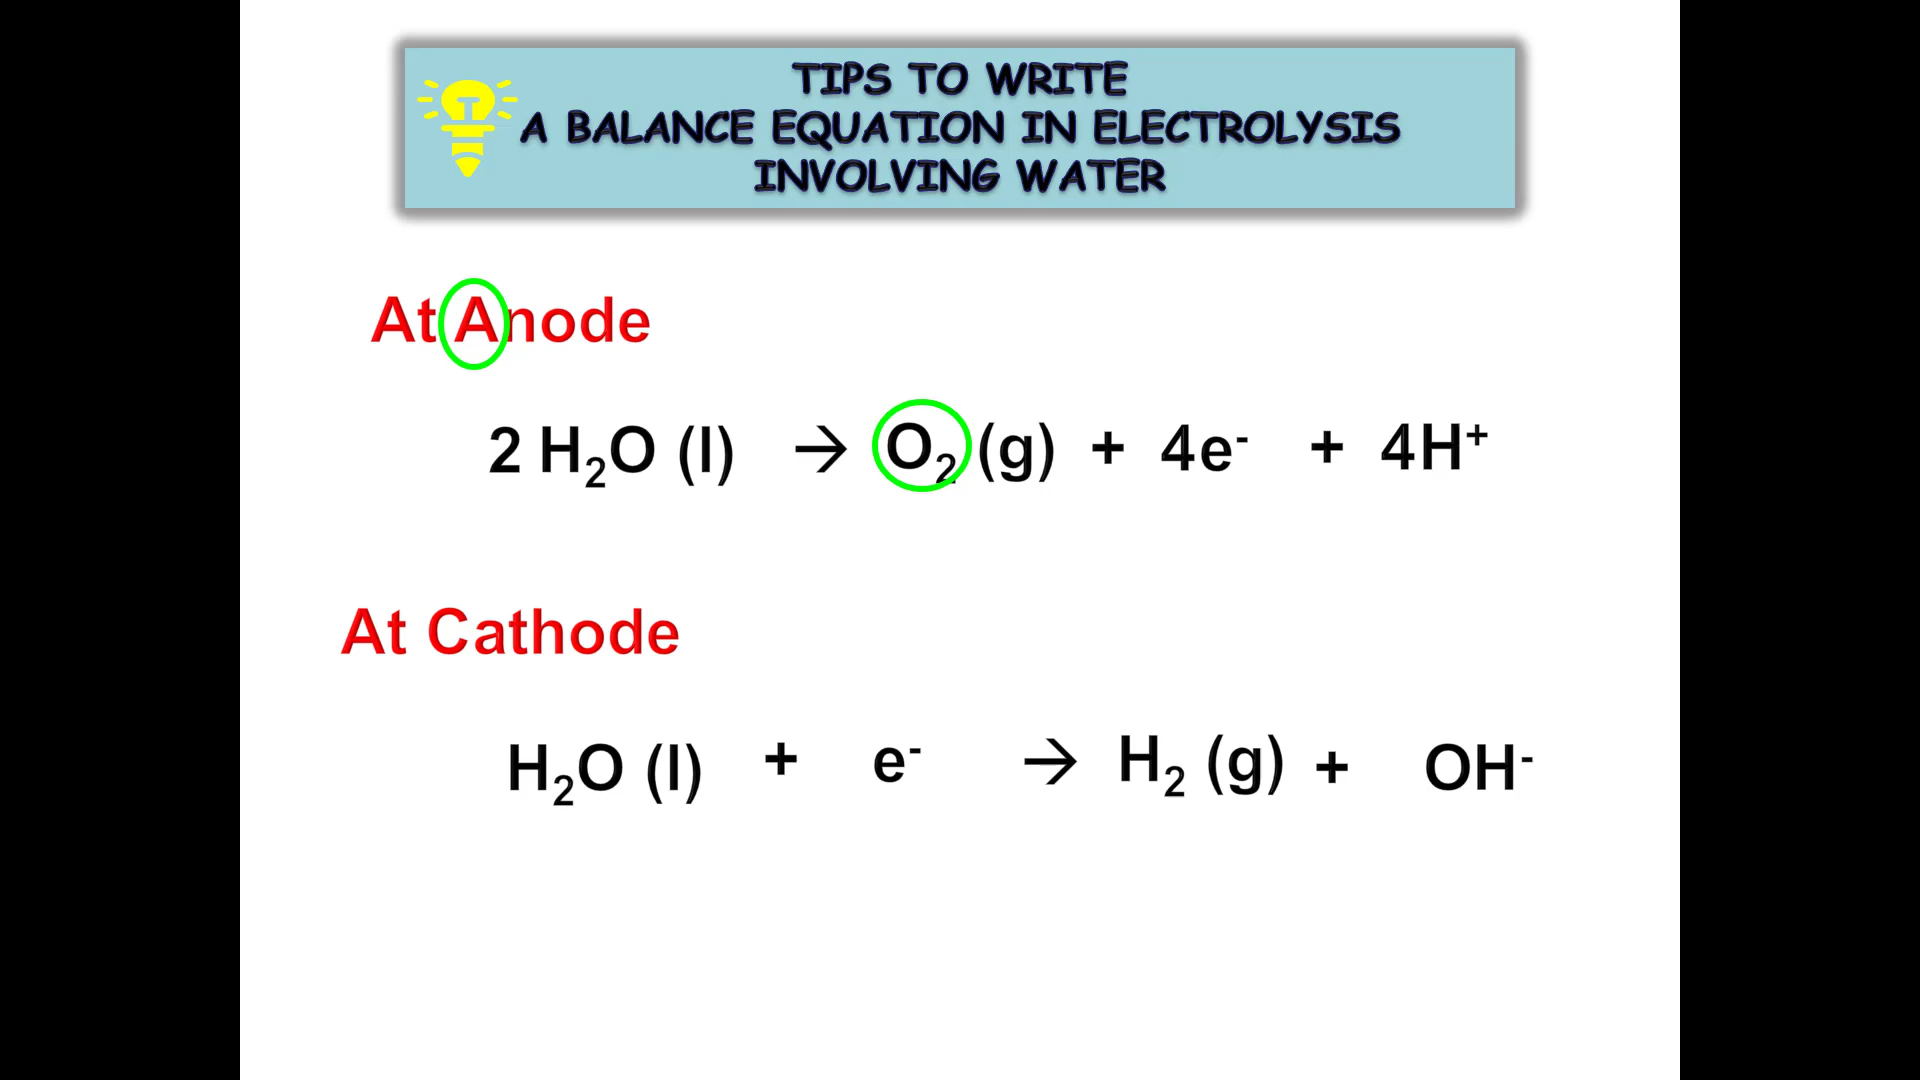 TIPS TO WRITE
A BALANCE EQUATION IN ELECTROLYSIS
INVOLVING WATER
At Anode
2 H₂O (l) → O₂ (g) + 4e⁻ + 4H⁺
At Cathode
H₂O (l) + e⁻ → H₂ (g) + OH⁻